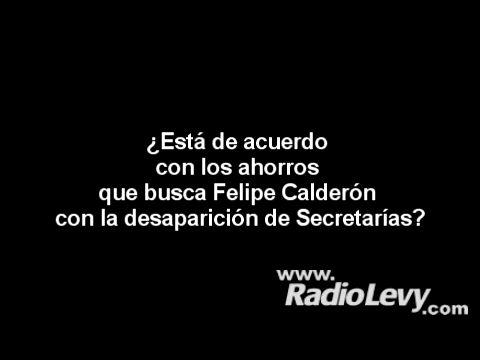 ¿Está de acuerdo
con los ahorros
que busca Felipe Calderón
con la desaparición de Secretarías?
www.
RadioLevy.com